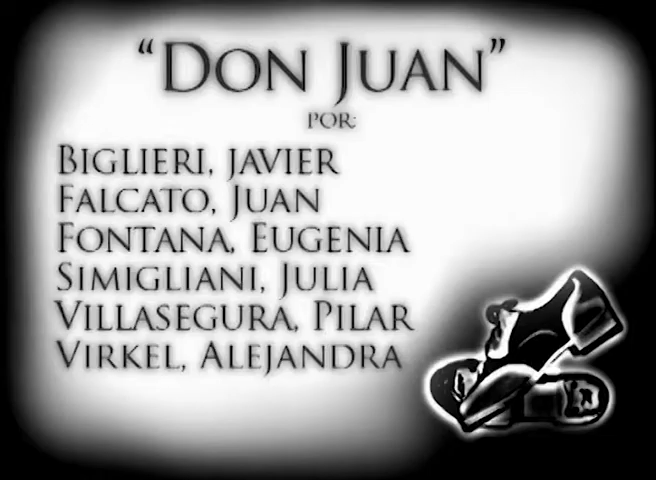 “DON JUAN”
POR:
BIGLIERI, JAVIER
FALCATO, JUAN
FONTANA, EUGENIA
SIMIGLIANI, JULIA
VILLASEGURA, PILAR
VIRKEL, ALEJANDRA